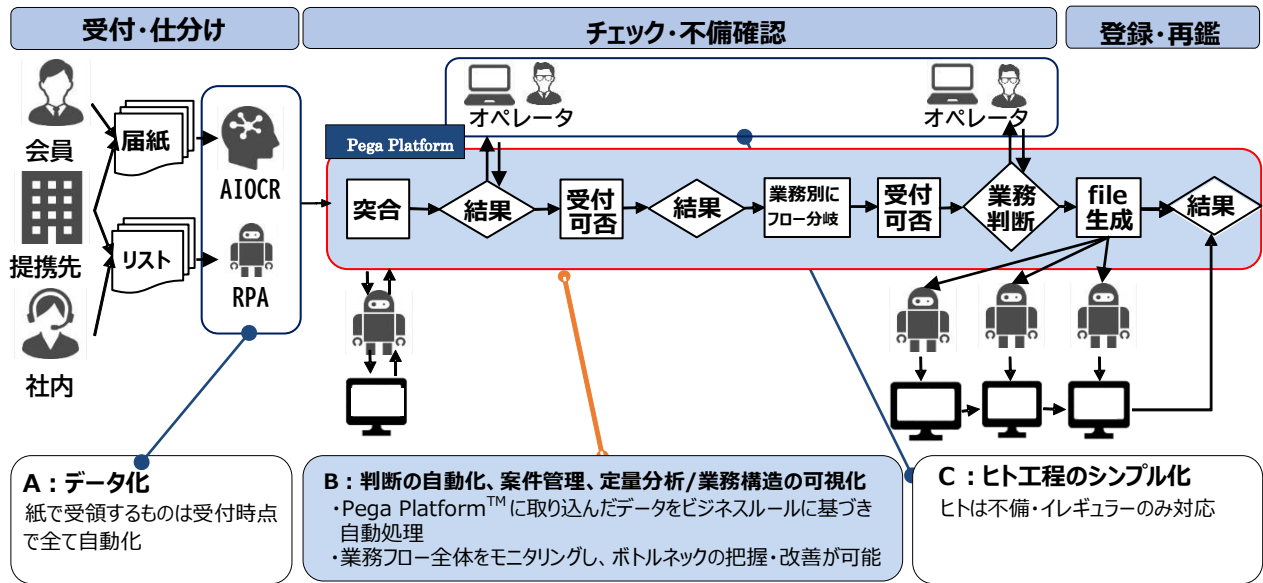 受付・仕分け
チェック・不備確認
登録・再鑑
会員
提携先
社内
届紙
リスト
AIOCR
RPA
オペレータ
オペレータ
Pega Platform
突合
結果
受付
可否
結果
業務別に
フロー分岐
受付
可否
業務
判断
file
生成
結果
A：データ化
紙で受領するものは受付時点
で全て自動化
B：判断の自動化、案件管理、定量分析/業務構造の可視化
・Pega Platform™に取り込んだデータをビジネスルールに基づき
自動処理
・業務フロー全体をモニタリングし、ボトルネックの把握・改善が可能
C：ヒト工程のシンプル化
ヒトは不備・イレギュラーのみ対応